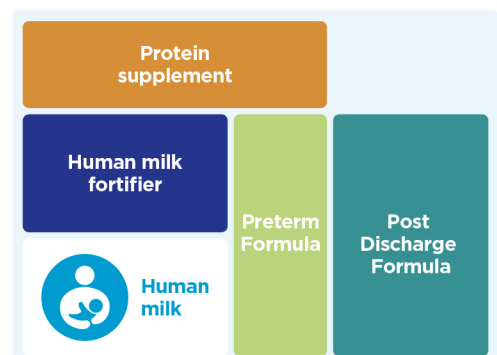 Protein
supplement
Human milk
fortifier
Human
milk
Preterm
Formula
Post
Discharge
Formula